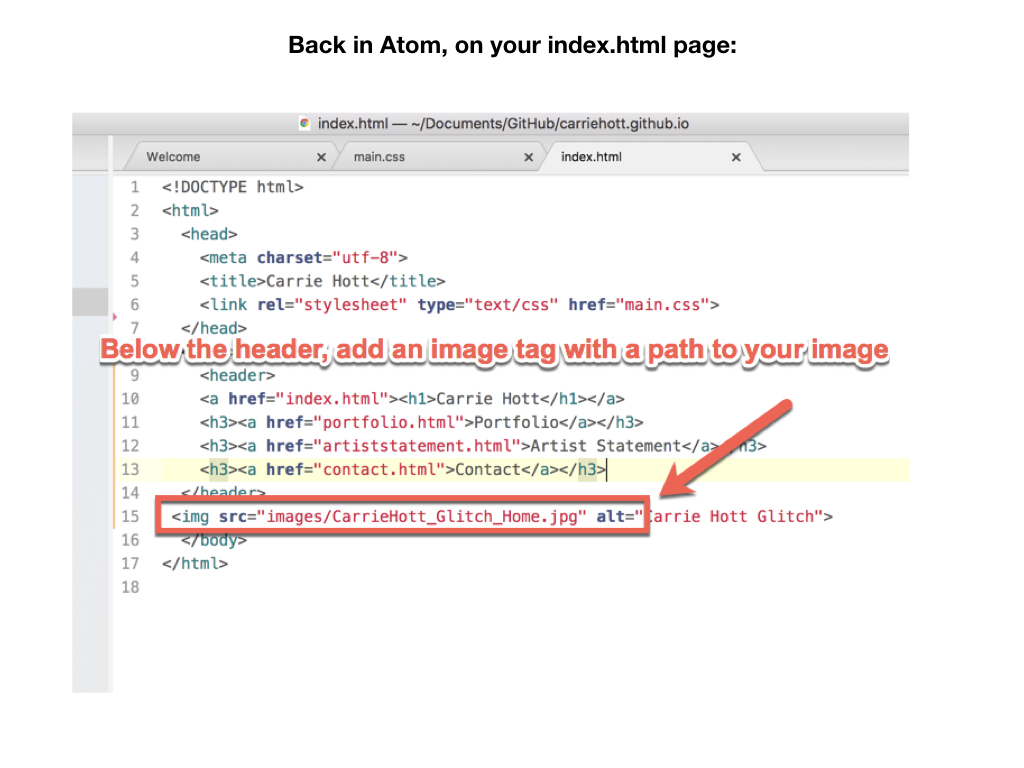 Back in Atom, on your index.html page:
index.html — ~/Documents/GitHub/carriehott.github.io
Welcome × main.css × index.html ×
1 <!DOCTYPE html>
2 <html>
3 <head>
4 <meta charset="utf-8">
5 <title>Carrie Hott</title>
6 <link rel="stylesheet" type="text/css" href="main.css">
7 </head>
Below the header, add an image tag with a path to your image
9 <header>
10 <a href="index.html"><h1>Carrie Hott</h1></a>
11 <h3><a href="portfolio.html">Portfolio</a></h3>
12 <h3><a href="artiststatement.html">Artist Statement</a></h3>
13 <h3><a href="contact.html">Contact</a></h3>
14 </header>
15 <img src="images/CarrieHott_Glitch_Home.jpg" alt="Carrie Hott Glitch">
16 </body>
17 </html>
18